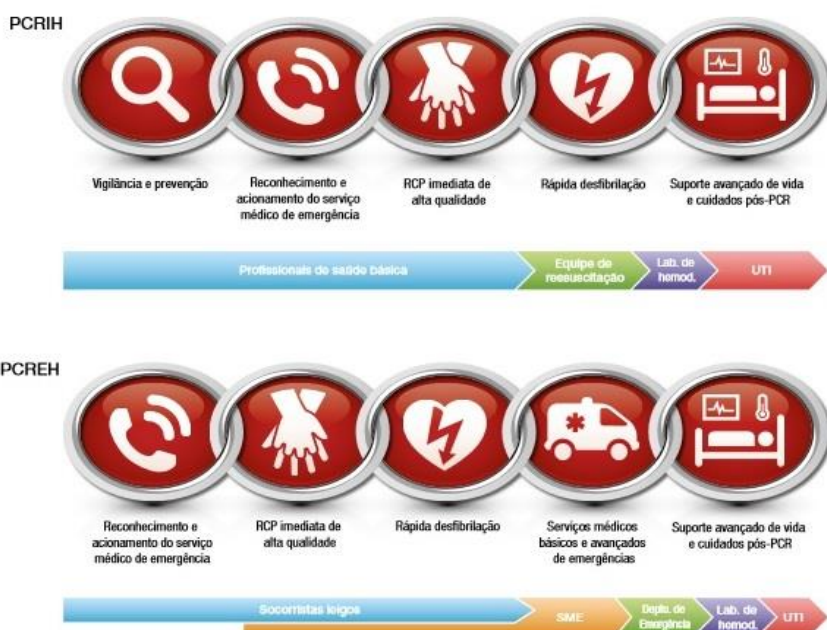 PCRIH
Vigilância e prevenção
Reconhecimento e
acionamento do serviço
médico de emergência
RCP imediata de
alta qualidade
Rápida desfibrilação
Suporte avançado de vida
e cuidados pós-PCR
Profissionais de saúde básica
Equipe de
ressuscitação
Lab. de
hemod.
UTI
PCREH
Reconhecimento e
acionamento do serviço
médico de emergência
RCP imediata de
alta qualidade
Rápida desfibrilação
Serviços médicos
básicos e avançados
de emergências
Suporte avançado de vida
e cuidados pós-PCR
Socorristas leigos
SME
Depto. de
Emergência
Lab. de
hemod.
UTI